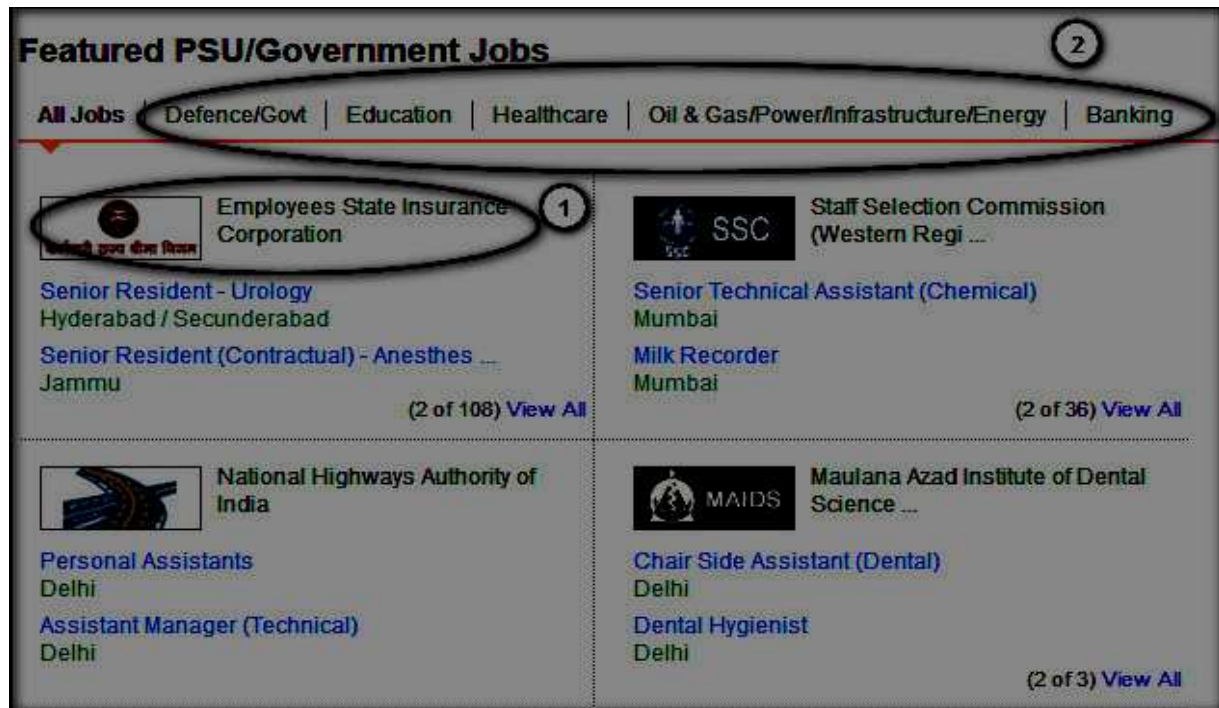 Featured PSU/Government Jobs
2
All Jobs | Defence/Govt | Education | Healthcare | Oil & Gas/Power/Infrastructure/Energy | Banking
Employees State Insurance
Corporation
1
कर्मचारी राज्य बीमा निगम
Senior Resident - Urology
Hyderabad / Secunderabad
Senior Resident (Contractual) - Anesthes ...
Jammu
(2 of 108) View All
SSC
SSC
Staff Selection Commission
(Western Regi ...
Senior Technical Assistant (Chemical)
Mumbai
Milk Recorder
Mumbai
(2 of 36) View All
National Highways Authority of
India
Personal Assistants
Delhi
Assistant Manager (Technical)
Delhi
MAIDS
Maulana Azad Institute of Dental
Science ...
Chair Side Assistant (Dental)
Delhi
Dental Hygienist
Delhi
(2 of 3) View All